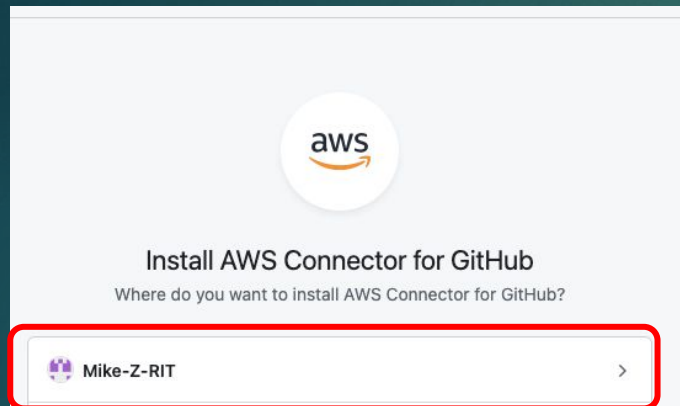 aws
Install AWS Connector for GitHub
Where do you want to install AWS Connector for GitHub?
Mike-Z-RIT